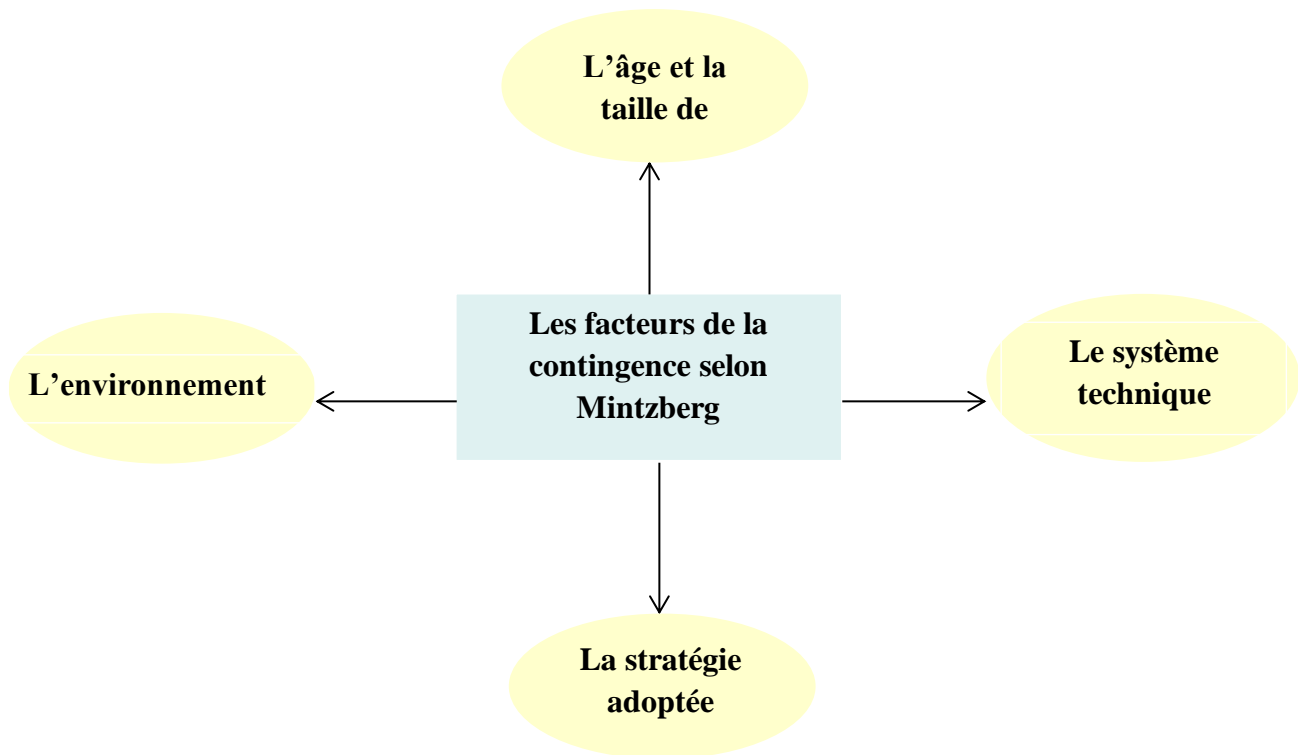 L’âge et la
taille de
Les facteurs de la
contingence selon
Mintzberg
L’environnement
Le système
technique
La stratégie
adoptée